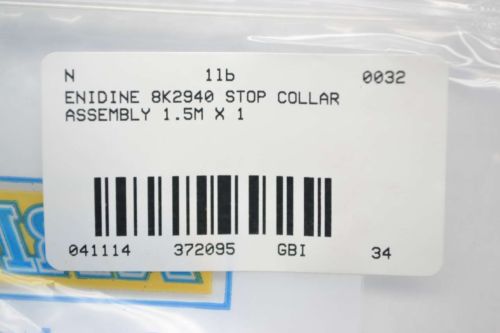 N 1lb 0032
ENIDINE 8K2940 STOP COLLAR
ASSEMBLY 1.5M X 1
041114 372095 GBI 34